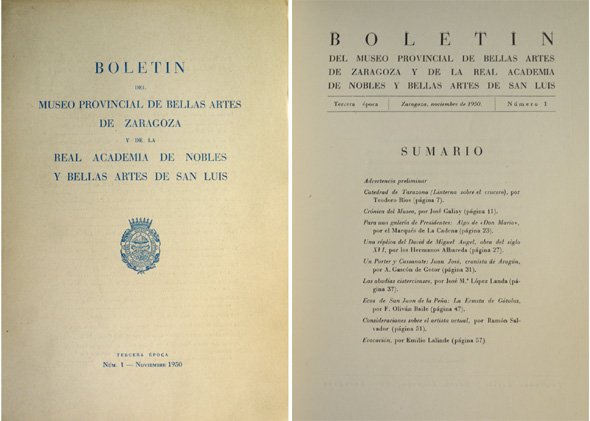 BOLETIN
DEL
MUSEO PROVINCIAL DE BELLAS ARTES
DE ZARAGOZA
Y DE LA
REAL ACADEMIA DE NOBLES
Y BELLAS ARTES DE SAN LUIS
TERCERA ÉPOCA
NÚM. 1 — NOVIEMBRE 1950
BOLETIN
DEL MUSEO PROVINCIAL DE BELLAS ARTES
DE ZARAGOZA Y DE LA REAL ACADEMIA
DE NOBLES Y BELLAS ARTES DE SAN LUIS
Tercera época Zaragoza, noviembre de 1950. Número 1
SUMARIO
Advertencia preliminar
Catedral de Tarazona (Linterna sobre el crucero), por
Teodoro Ríos (página 7).
Crónica del Museo, por José Galiay (página 11).
Para una galería de Presidentes: Algo de «Don Mario»,
por el Marqués de La Cadena (página 23).
Una réplica del David de Miguel Angel, obra del siglo
XVI, por los Hermanos Albareda (página 27).
Un Porter y Casanate: Juan José, cronista de Aragón,
por A. Gascón de Gotor (página 31).
Las abadías cistercienses, por José M.ª López Landa (pá-
gina 37).
Ecos de San Juan de la Peña: La Ermita de
por F. Oliván Baile (página 47).
Consideraciones sobre el artista actual, por Ramón Sal-
vador (página 51).
Evocación, por Emilio Lalinde (página 57).